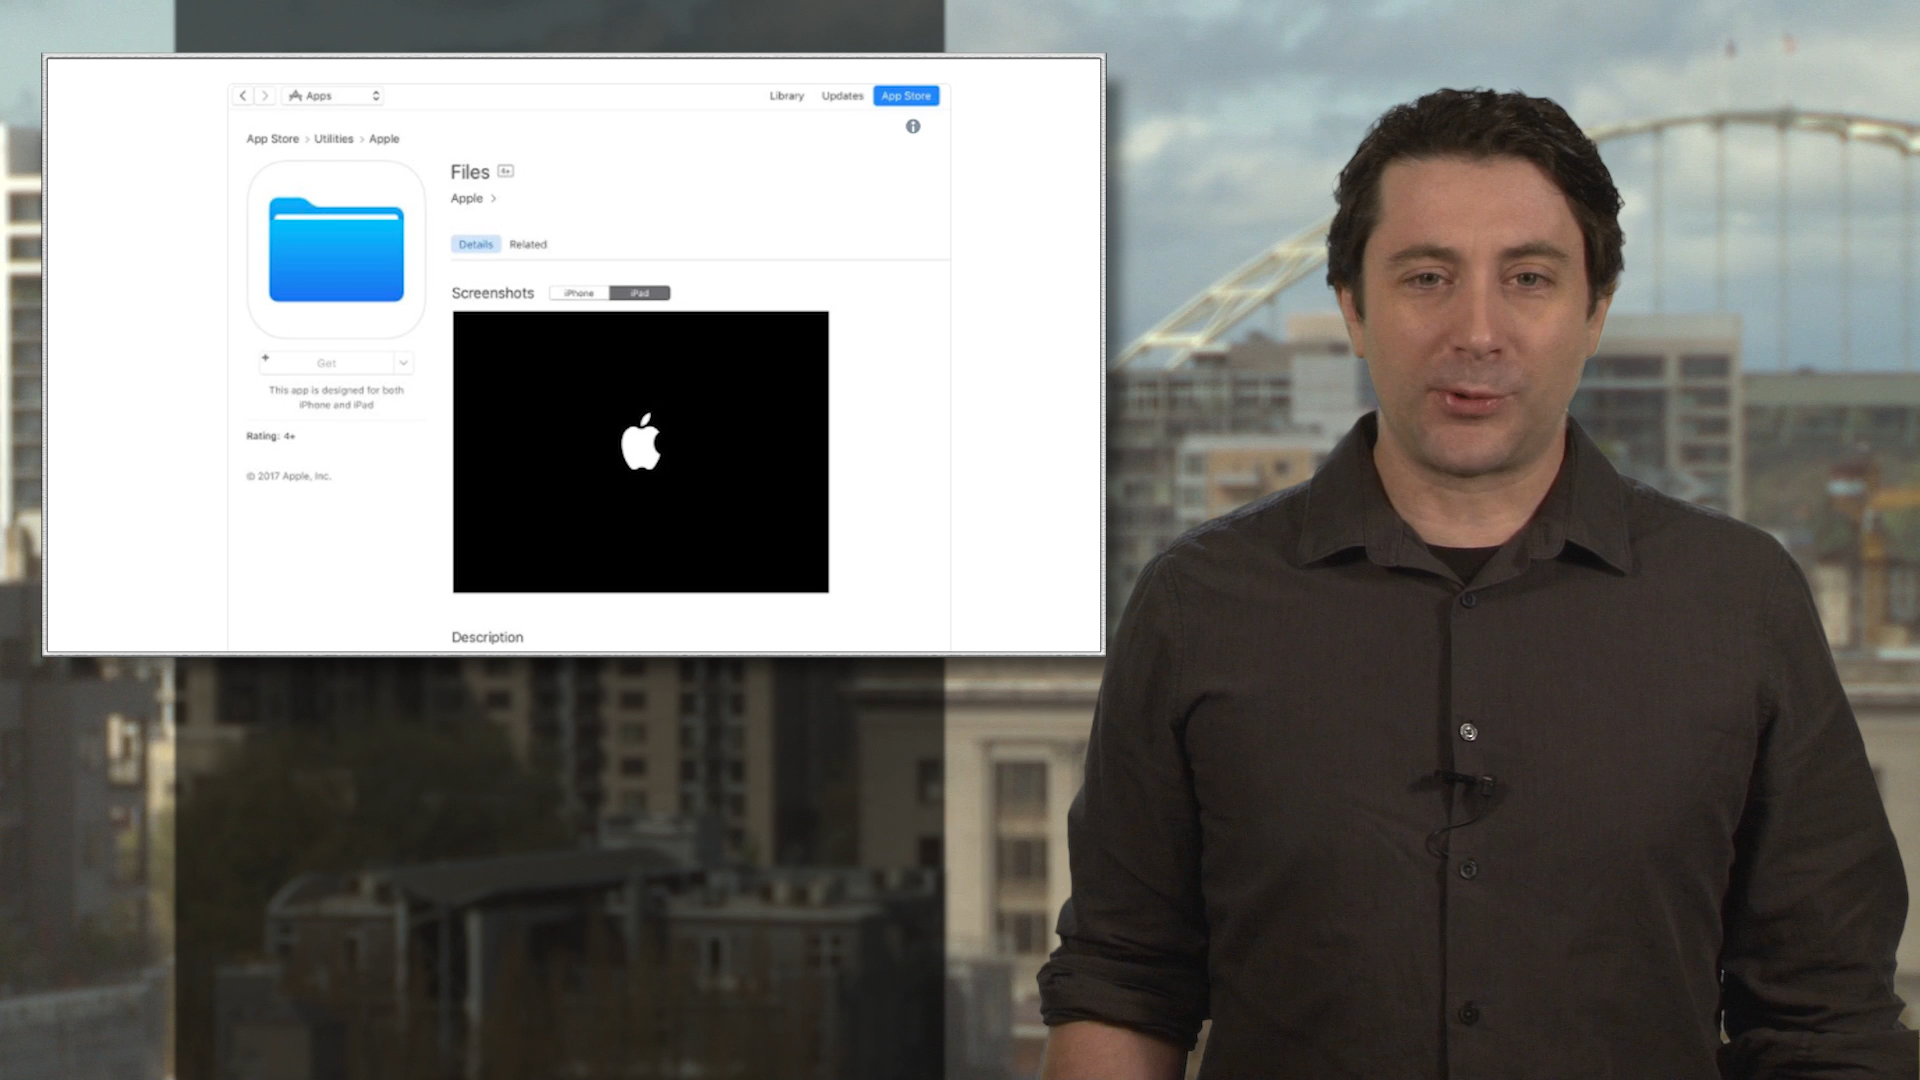 Apps
Library
Updates
App Store
App Store > Utilities > Apple
Files 4+
Apple >
Details
Related
Screenshots
iPhone
iPad
Get
This app is designed for both
iPhone and iPad
Rating: 4+
© 2017 Apple, Inc.
Description